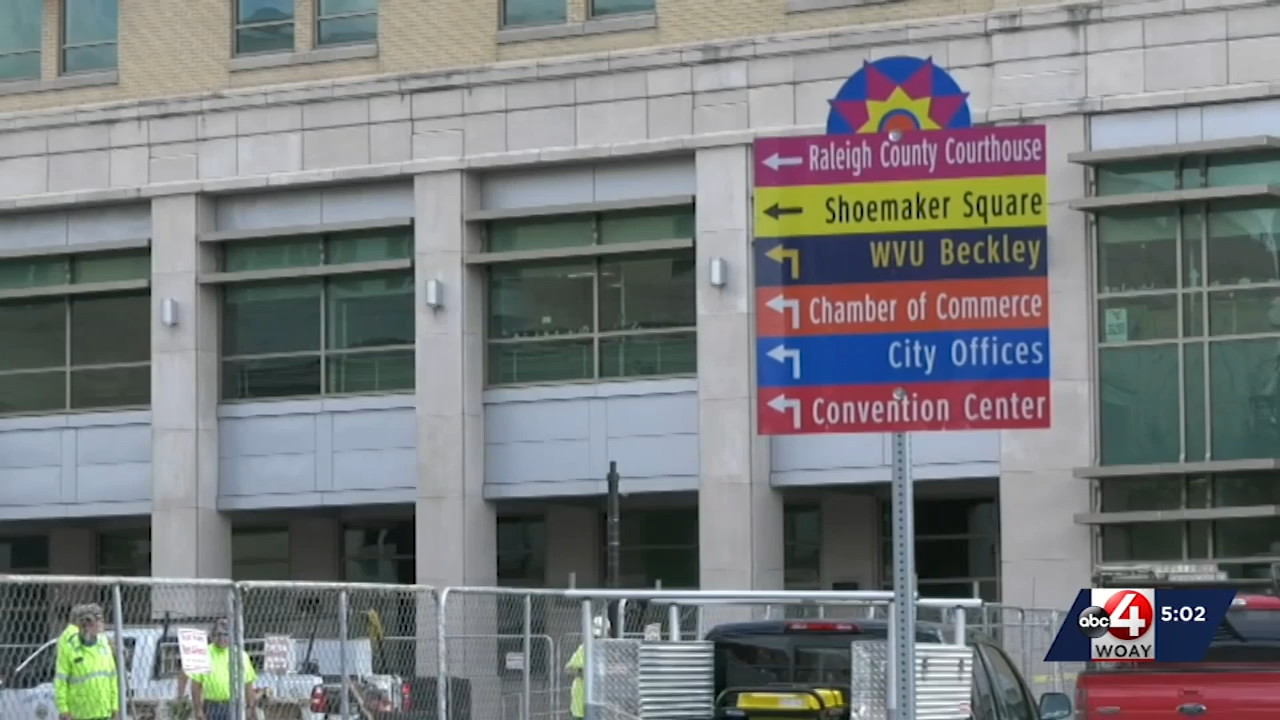 Raleigh County Courthouse
Shoemaker Square
WVU Beckley
Chamber of Commerce
City Offices
Convention Center
abc 4 5:02
WOAY